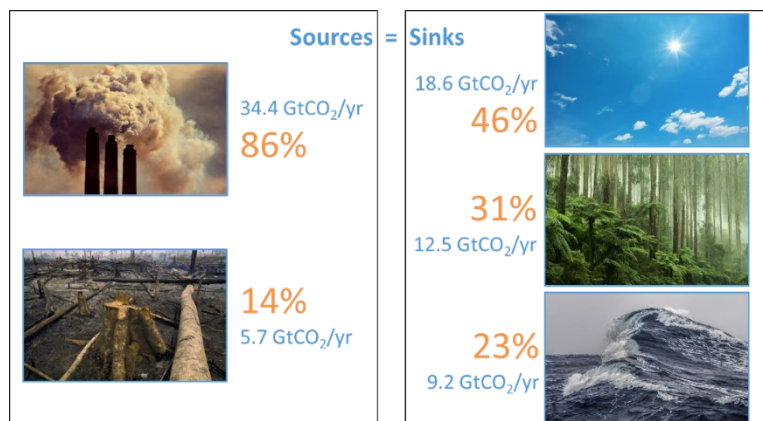 Sources = Sinks
34.4 GtCO₂/yr
86%
14%
5.7 GtCO₂/yr
18.6 GtCO₂/yr
46%
31%
12.5 GtCO₂/yr
23%
9.2 GtCO₂/yr